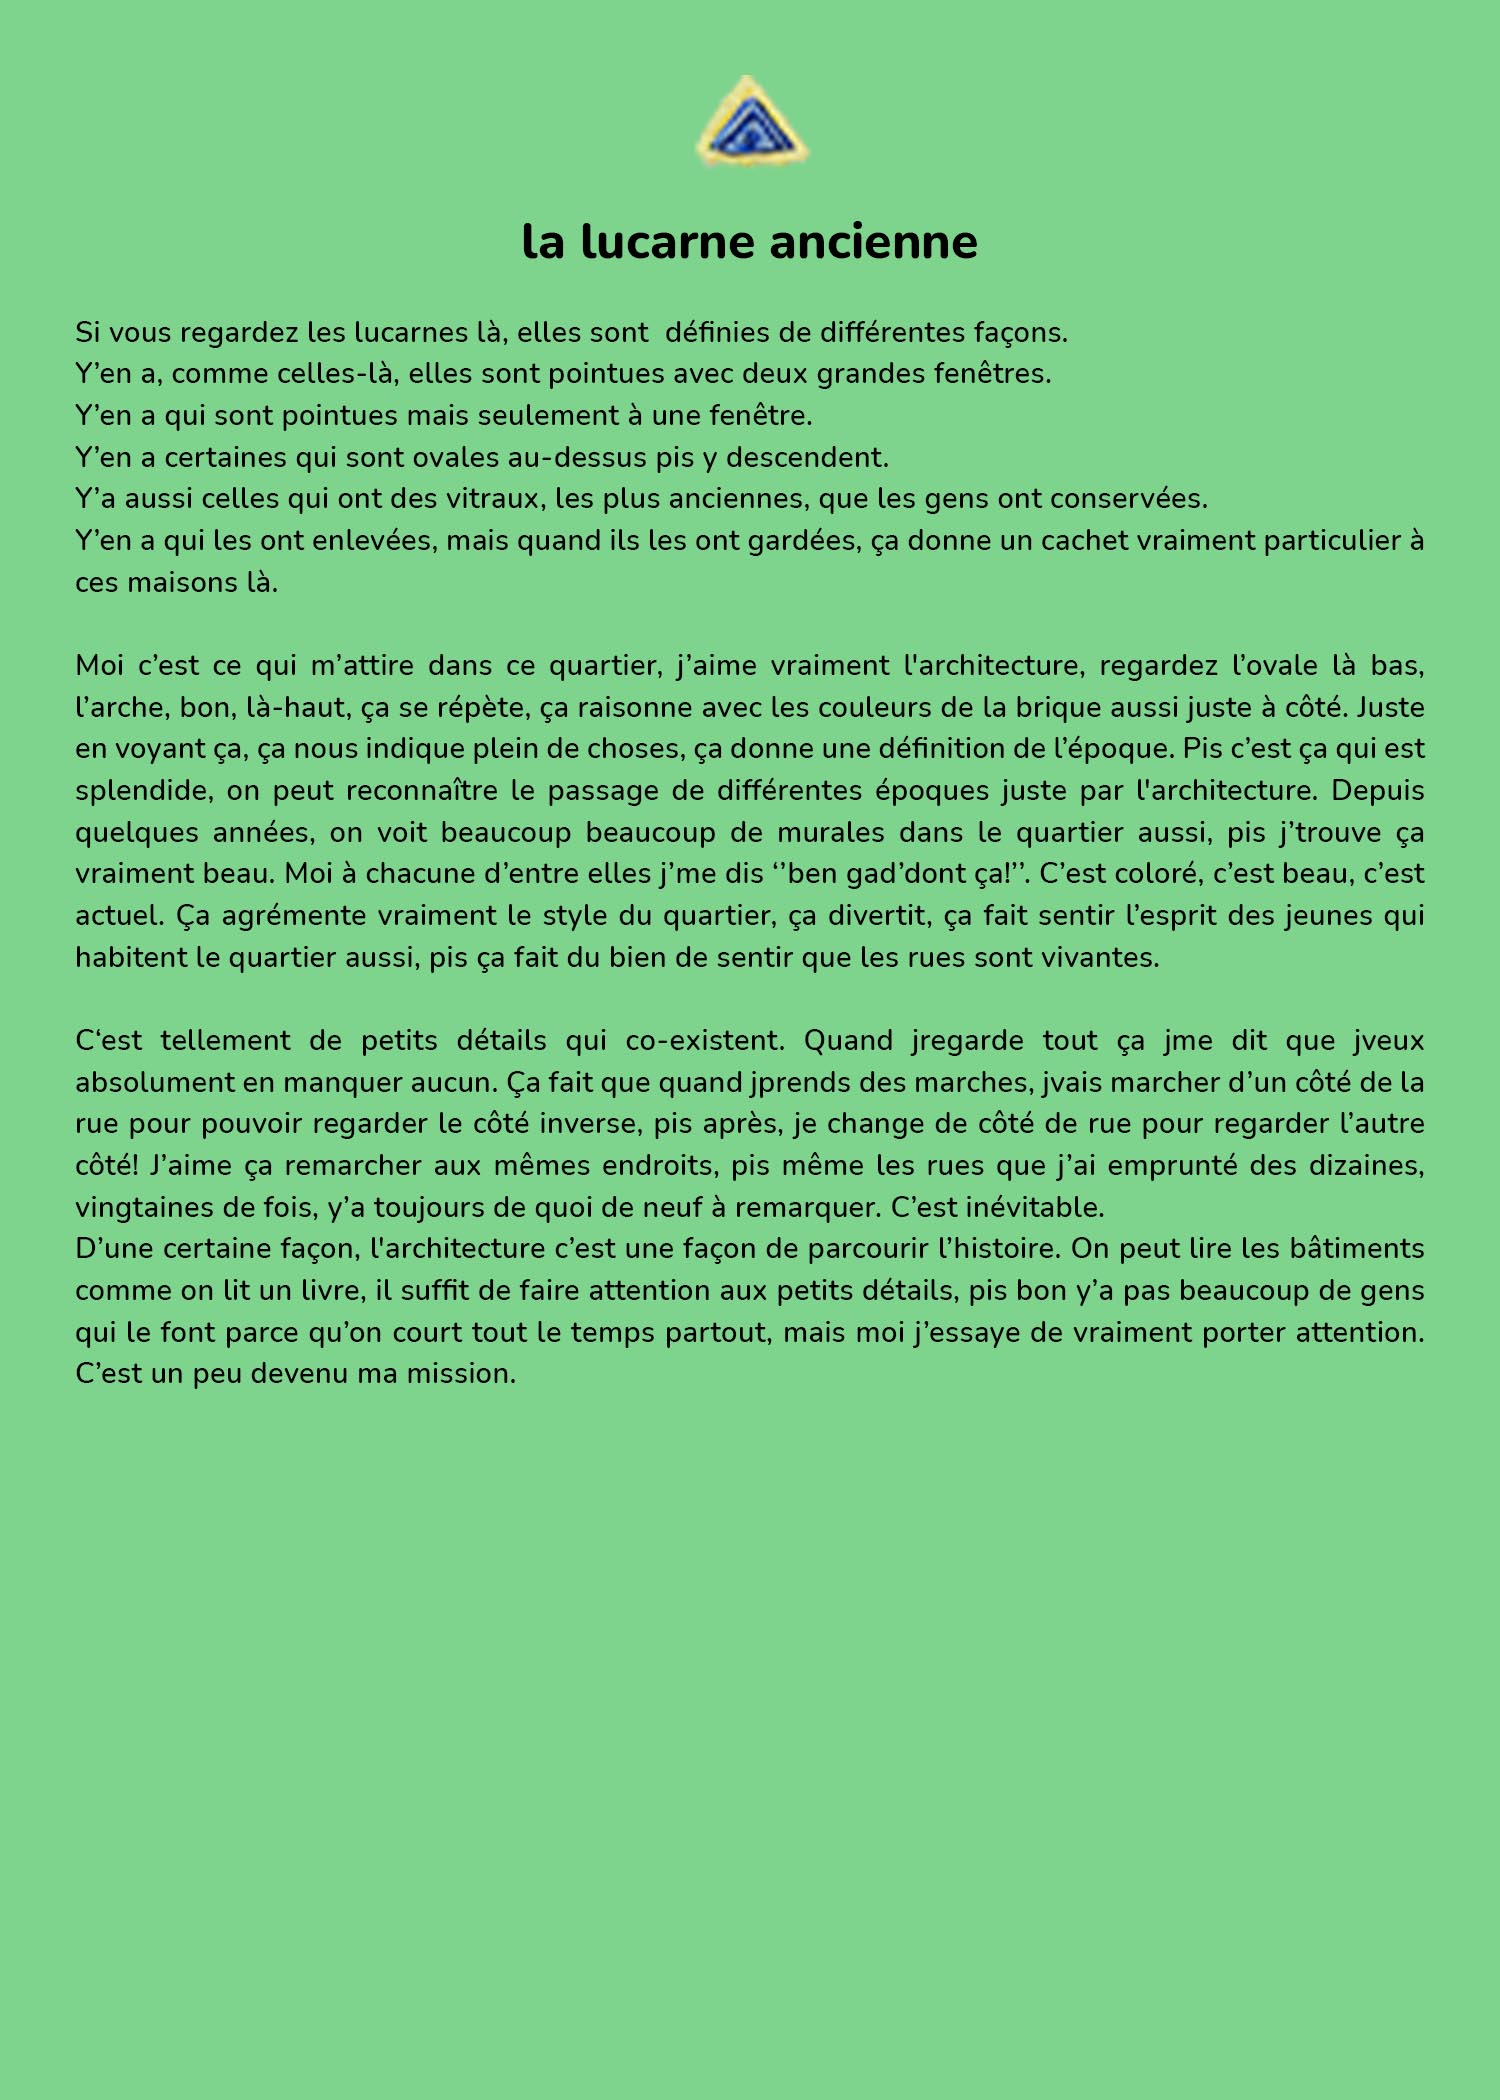 la lucarne ancienne
Si vous regardez les lucarnes là, elles sont  définies de différentes façons.
Y’en a, comme celles-là, elles sont pointues avec deux grandes fenêtres.
Y’en a qui sont pointues mais seulement à une fenêtre.
Y’en a certaines qui sont ovales au-dessus pis y descendent.
Y’a aussi celles qui ont des vitraux, les plus anciennes, que les gens ont conservées.
Y’en a qui les ont enlevées, mais quand ils les ont gardées, ça donne un cachet vraiment particulier à
ces maisons là.
Moi c’est ce qui m’attire dans ce quartier, j’aime vraiment l'architecture, regardez l’ovale là bas,
l’arche, bon, là-haut, ça se répète, ça raisonne avec les couleurs de la brique aussi juste à côté. Juste
en voyant ça, ça nous indique plein de choses, ça donne une définition de l’époque. Pis c’est ça qui est
splendide, on peut reconnaître le passage de différentes époques juste par l'architecture. Depuis
quelques années, on voit beaucoup beaucoup de murales dans le quartier aussi, pis j’trouve ça
vraiment beau. Moi à chacune d’entre elles j’me dis ‘’ben gad’dont ça!’’. C’est coloré, c’est beau, c’est
actuel. Ça agrémente vraiment le style du quartier, ça divertit, ça fait sentir l’esprit des jeunes qui
habitent le quartier aussi, pis ça fait du bien de sentir que les rues sont vivantes.
C‘est tellement de petits détails qui co-existent. Quand jregarde tout ça jme dit que jveux
absolument en manquer aucun. Ça fait que quand jprends des marches, jvais marcher d’un côté de la
rue pour pouvoir regarder le côté inverse, pis après, je change de côté de rue pour regarder l’autre
côté! J’aime ça remarcher aux mêmes endroits, pis même les rues que j’ai emprunté des dizaines,
vingtaines de fois, y’a toujours de quoi de neuf à remarquer. C’est inévitable.
D’une certaine façon, l'architecture c’est une façon de parcourir l’histoire. On peut lire les bâtiments
comme on lit un livre, il suffit de faire attention aux petits détails, pis bon y’a pas beaucoup de gens
qui le font parce qu’on court tout le temps partout, mais moi j’essaye de vraiment porter attention.
C’est un peu devenu ma mission.